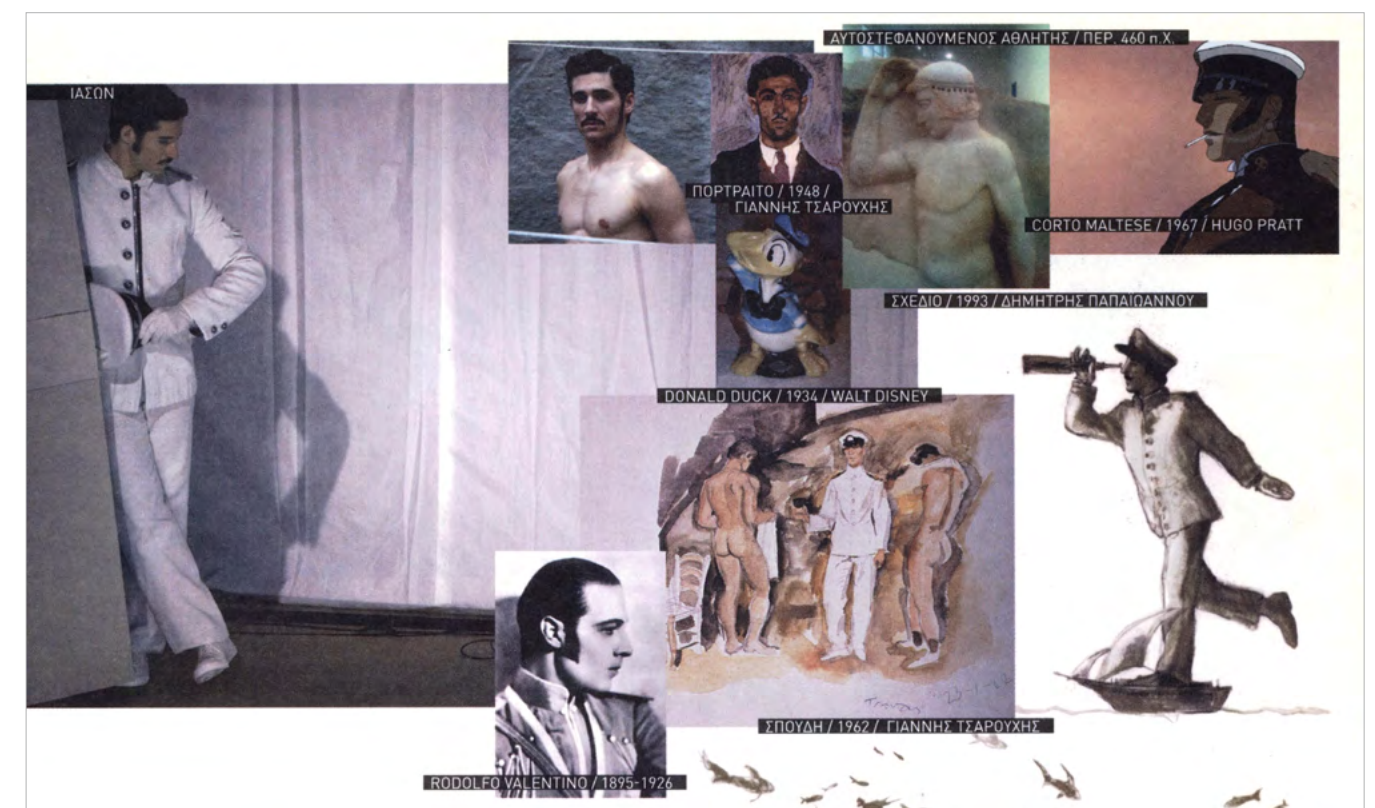 ΑΥΤΟΣΤΕΦΑΝΟΥΜΕΝΟΣ ΑΘΛΗΤΗΣ / ΠΕΡ. 460 π.Χ.
ΙΑΣΩΝ
ΠΟΡΤΡΑΙΤΟ / 1948 /
ΓΙΑΝΝΗΣ ΤΣΑΡΟΥΧΗΣ
CORTO MALTESE / 1967 / HUGO PRATT
ΣΧΕΔΙΟ / 1993 / ΔΗΜΗΤΡΗΣ ΠΑΠΑΪΩΑΝΝΟΥ
DONALD DUCK / 1934 / WALT DISNEY
ΣΠΟΥΔΗ / 1962 / ΓΙΑΝΝΗΣ ΤΣΑΡΟΥΧΗΣ
RODOLFO VALENTINO / 1895-1926